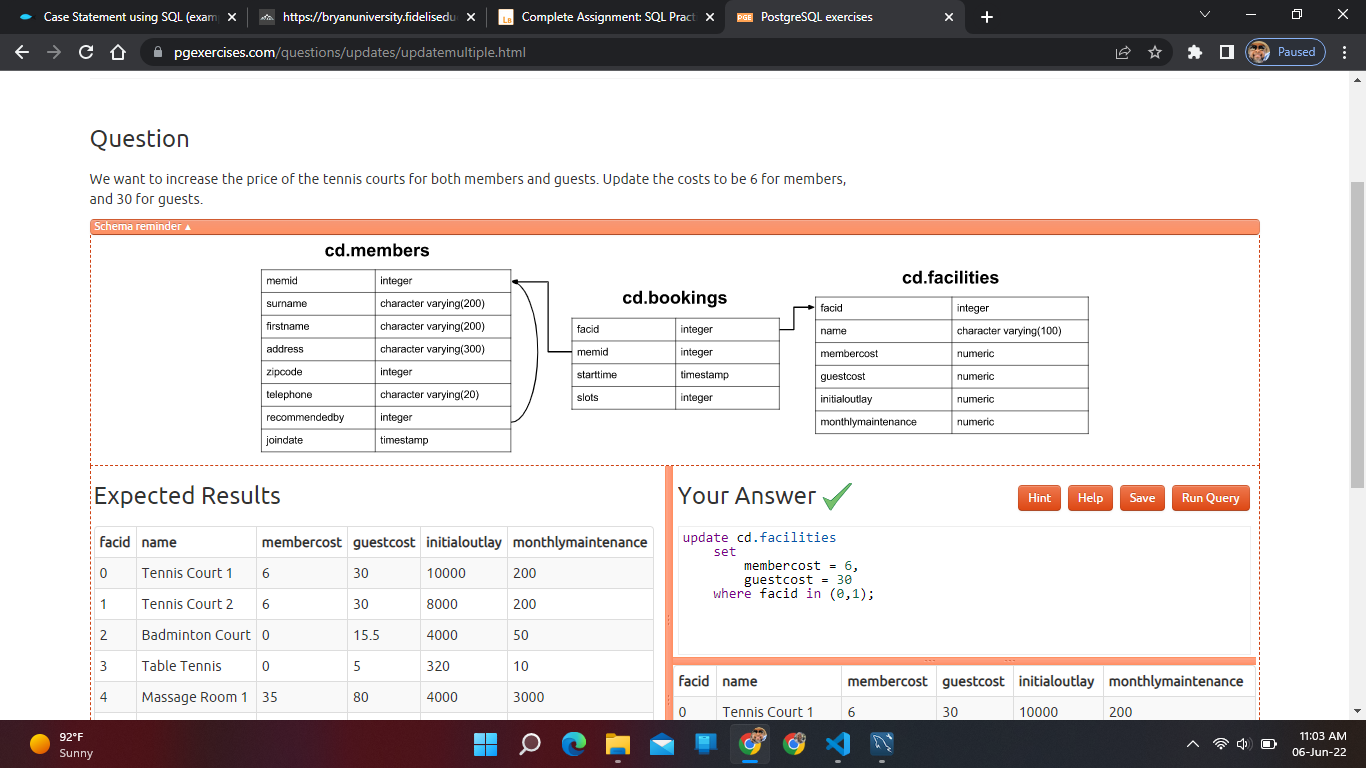 Case Statement using SQL (exam
https://bryanuniversity.fidelisedu
LB Complete Assignment: SQL Pract
PGE PostgreSQL exercises
pgexercises.com/questions/updates/updatemultiple.html
Paused
Question
We want to increase the price of the tennis courts for both members and guests. Update the costs to be 6 for members,
and 30 for guests.
Schema reminder ▲
cd.members
memid integer
surname character varying(200)
firstname character varying(200)
address character varying(300)
zipcode integer
telephone character varying(20)
recommendedby integer
joindate timestamp
cd.bookings
facid integer
memid integer
starttime timestamp
slots integer
cd.facilities
facid integer
name character varying(100)
membercost numeric
guestcost numeric
initialoutlay numeric
monthlymaintenance numeric
Expected Results
facid name membercost guestcost initialoutlay monthlymaintenance
0 Tennis Court 1 6 30 10000 200
1 Tennis Court 2 6 30 8000 200
2 Badminton Court 0 15.5 4000 50
3 Table Tennis 0 5 320 10
4 Massage Room 1 35 80 4000 3000
Your Answer
Hint Help Save Run Query
update cd.facilities
set
membercost = 6,
guestcost = 30
where facid in (0,1);
facid name membercost guestcost initialoutlay monthlymaintenance
0 Tennis Court 1 6 30 10000 200
92°F
Sunny
11:03 AM
06-Jun-22